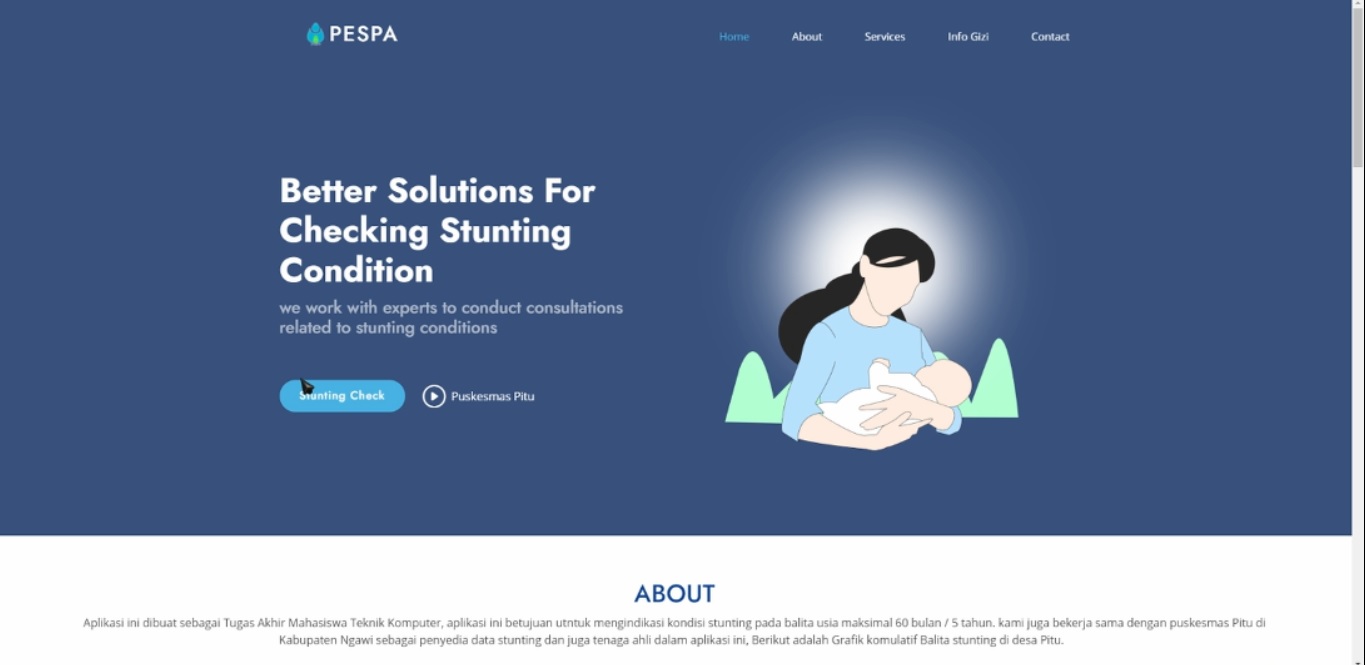 PESPA
Home
About
Services
Info Gizi
Contact
Better Solutions For
Checking Stunting
Condition
we work with experts to conduct consultations
related to stunting conditions
Stunting Check
Puskesmas Pitu
ABOUT
Aplikasi ini dibuat sebagai Tugas Akhir Mahasiswa Teknik Komputer, aplikasi ini betujuan utntuk mengindikasi kondisi stunting pada balita usia maksimal 60 bulan / 5 tahun. kami juga bekerja sama dengan puskesmas Pitu di
Kabupaten Ngawi sebagai penyedia data stunting dan juga tenaga ahli dalam aplikasi ini, Berikut adalah Grafik komulatif Balita stunting di desa Pitu.